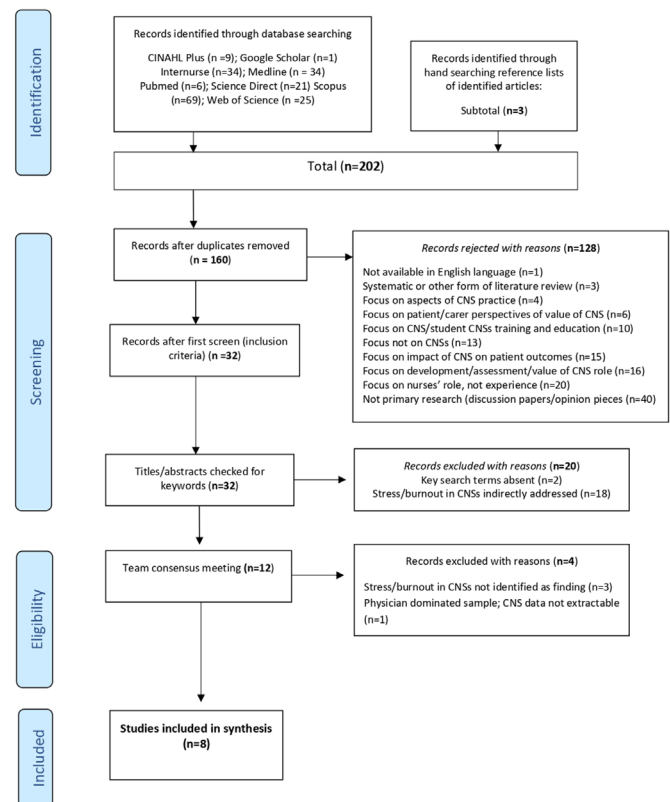 Identification
Records identified through database searching
CINAHL Plus (n =9); Google Scholar (n=1)
Internurse (n=34); Medline (n = 34)
Pubmed (n=6); Science Direct (n=21) Scopus
(n=69); Web of Science (n =25)
Records identified through
hand searching reference lists
of identified articles:
Subtotal (n=3)
Total (n=202)
Screening
Records after duplicates removed
(n = 160)
Records rejected with reasons (n=128)
Not available in English language (n=1)
Systematic or other form of literature review (n=3)
Focus on aspects of CNS practice (n=4)
Focus on patient/carer perspectives of value of CNS (n=6)
Focus on CNS/student CNSs training and education (n=10)
Focus not on CNSs (n=13)
Focus on impact of CNS on patient outcomes (n=15)
Focus on development/assessment/value of CNS role (n=16)
Focus on nurses’ role, not experience (n=20)
Not primary research (discussion papers/opinion pieces (n=40)
Records after first screen (inclusion
criteria) (n =32)
Titles/abstracts checked for
keywords (n=32)
Records excluded with reasons (n=20)
Key search terms absent (n=2)
Stress/burnout in CNSs indirectly addressed (n=18)
Eligibility
Team consensus meeting (n=12)
Records excluded with reasons (n=4)
Stress/burnout in CNSs not identified as finding (n=3)
Physician dominated sample; CNS data not extractable
(n=1)
Included
Studies included in synthesis
(n=8)